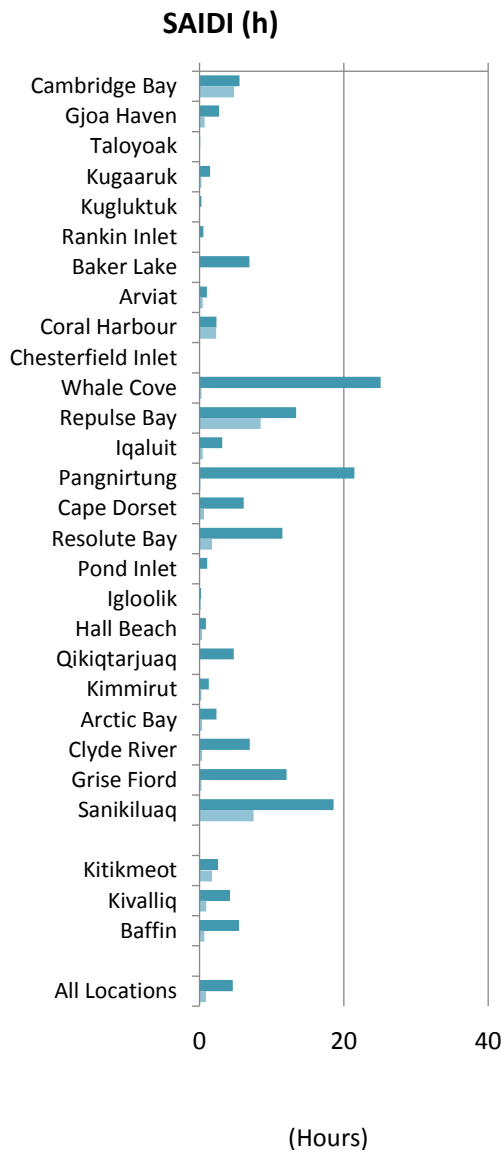 SAIDI (h)
Cambridge Bay
Gjoa Haven
Taloyoak
Kugaaruk
Kugluktuk
Rankin Inlet
Baker Lake
Arviat
Coral Harbour
Chesterfield Inlet
Whale Cove
Repulse Bay
Iqaluit
Pangnirtung
Cape Dorset
Resolute Bay
Pond Inlet
Igloolik
Hall Beach
Qikiqtarjuaq
Kimmirut
Arctic Bay
Clyde River
Grise Fiord
Sanikiluaq
Kitikmeot
Kivalliq
Baffin
All Locations
0 20 40
(Hours)